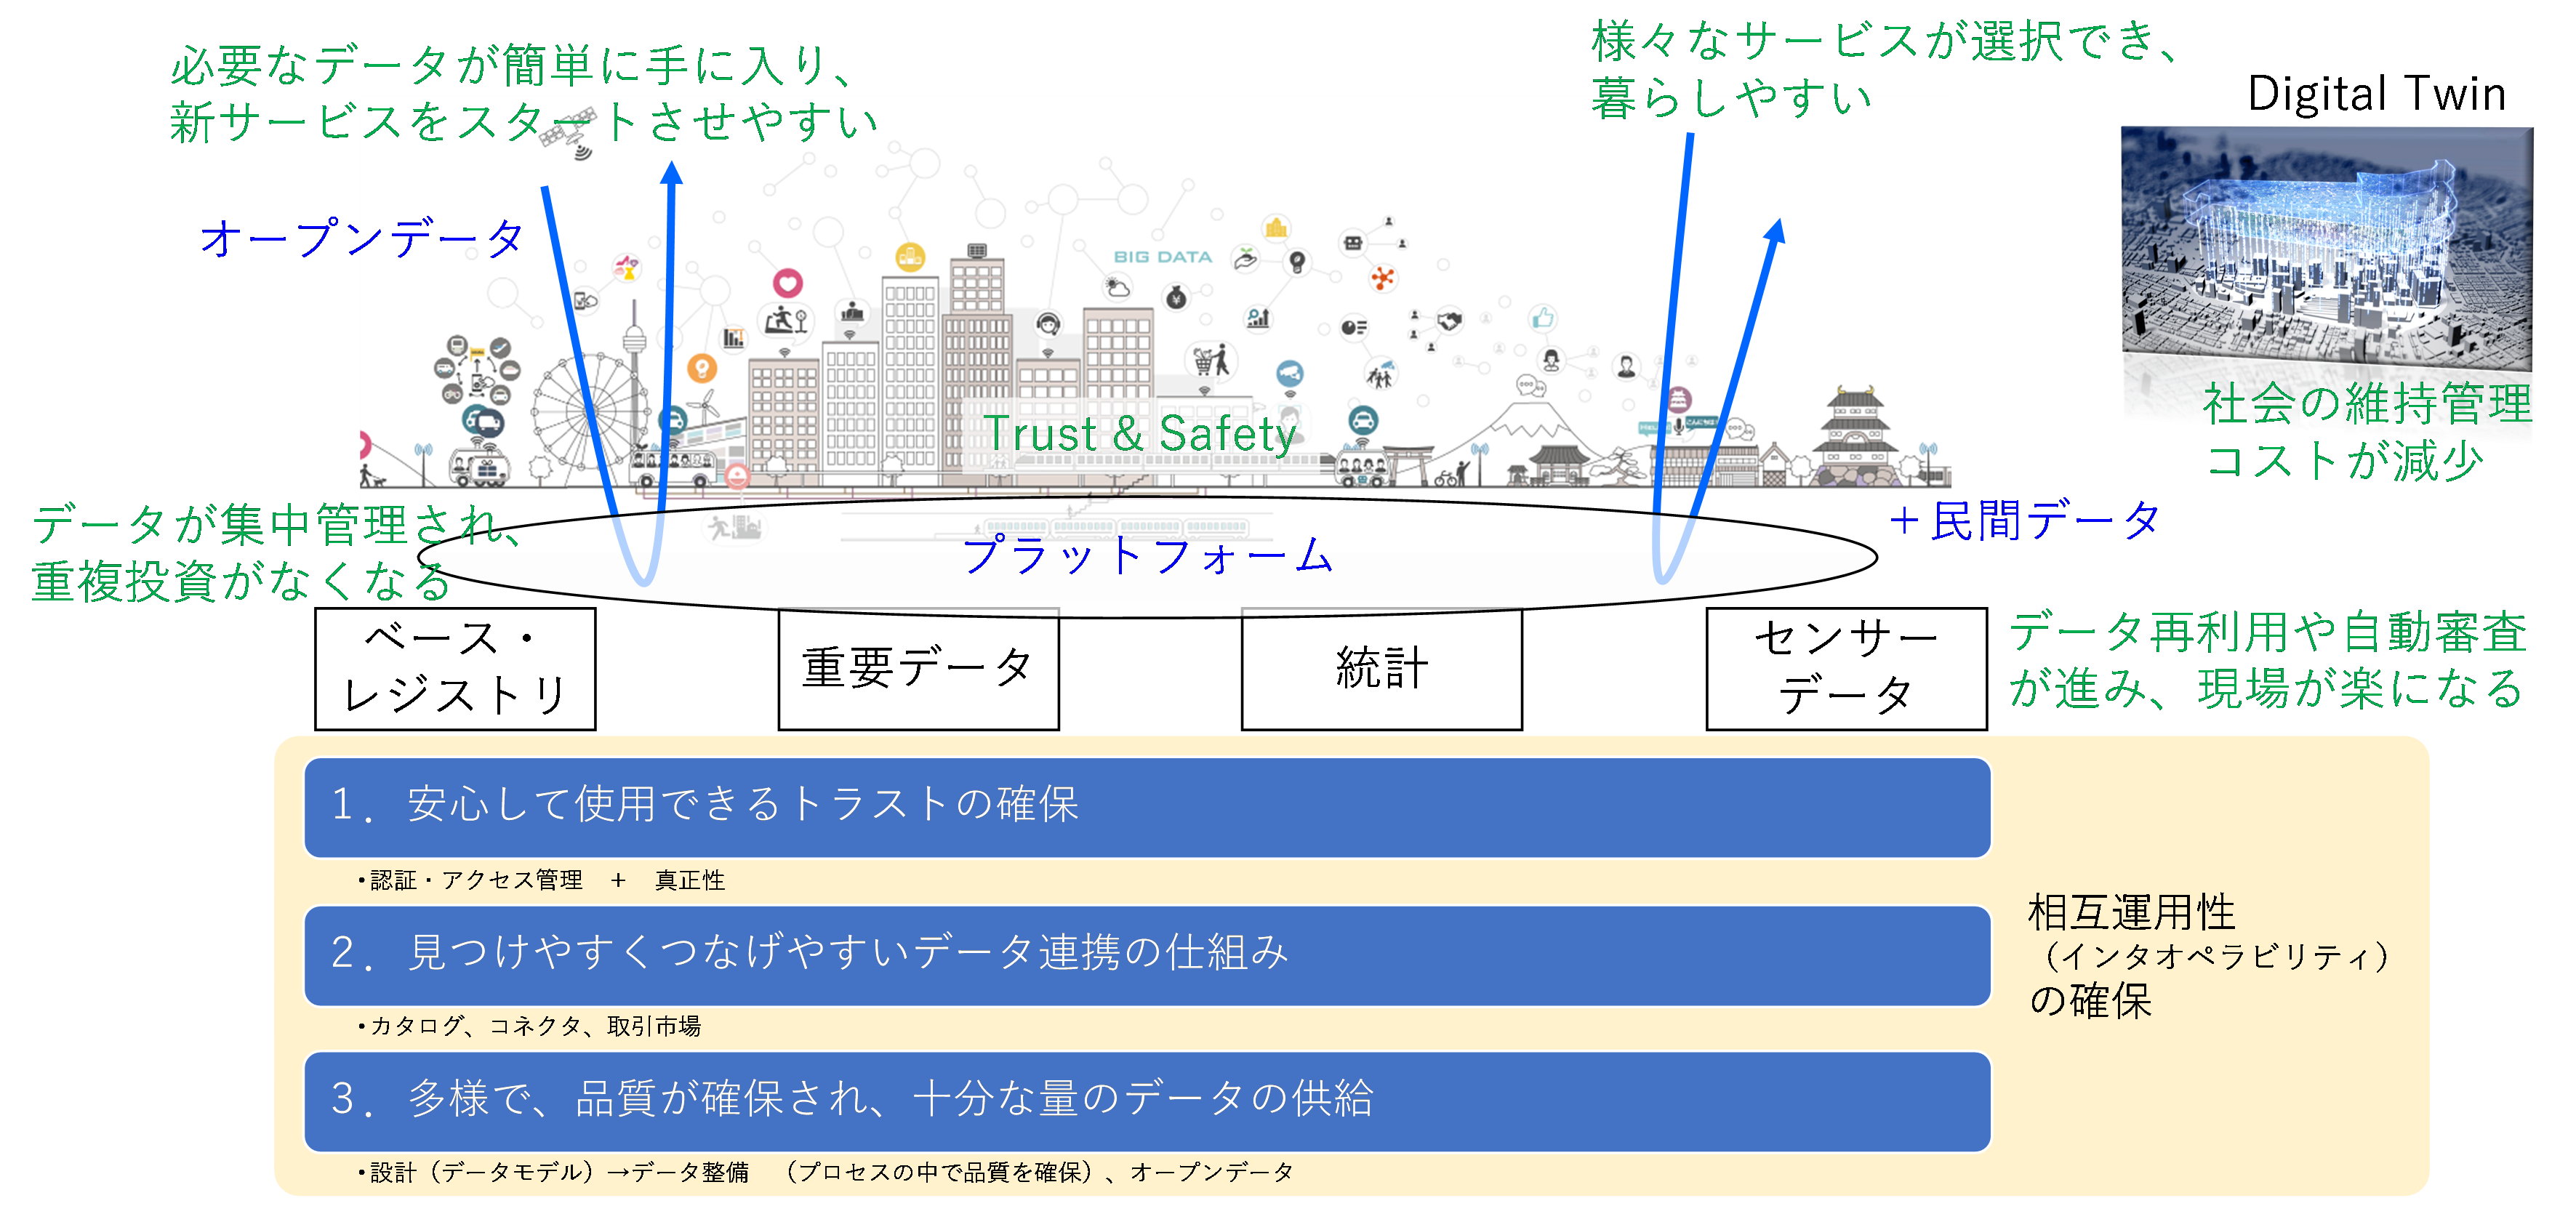 必要なデータが簡単に手に入り、
新サービスをスタートさせやすい
様々なサービスが選択でき、
暮らしやすい
Digital Twin
オープンデータ
BIG DATA
Trust & Safety
社会の維持管理
コストが減少
データが集中管理され、
重複投資がなくなる
プラットフォーム
＋民間データ
ベース・
レジストリ
重要データ
統計
センサー
データ
データ再利用や自動審査
が進み、現場が楽になる
１．安心して使用できるトラストの確保
•認証・アクセス管理　＋　真正性
２．見つけやすくつなげやすいデータ連携の仕組み
•カタログ、コネクタ、取引市場
３．多様で、品質が確保され、十分な量のデータの供給
•設計（データモデル）→データ整備　（プロセスの中で品質を確保）、オープンデータ
相互運用性
（インタオペラビリティ）
の確保